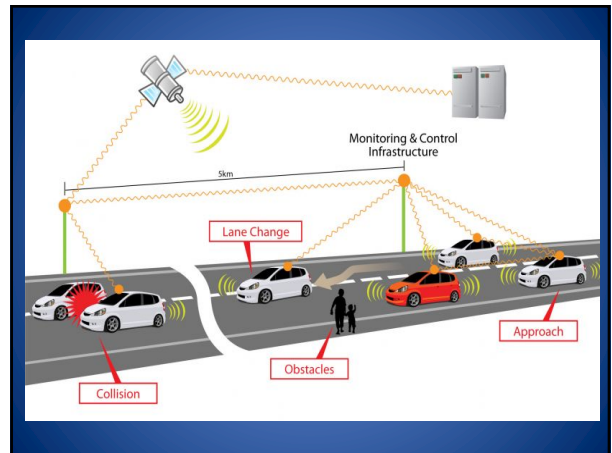 Monitoring & Control
Infrastructure
5km
Lane Change
Approach
Obstacles
Collision